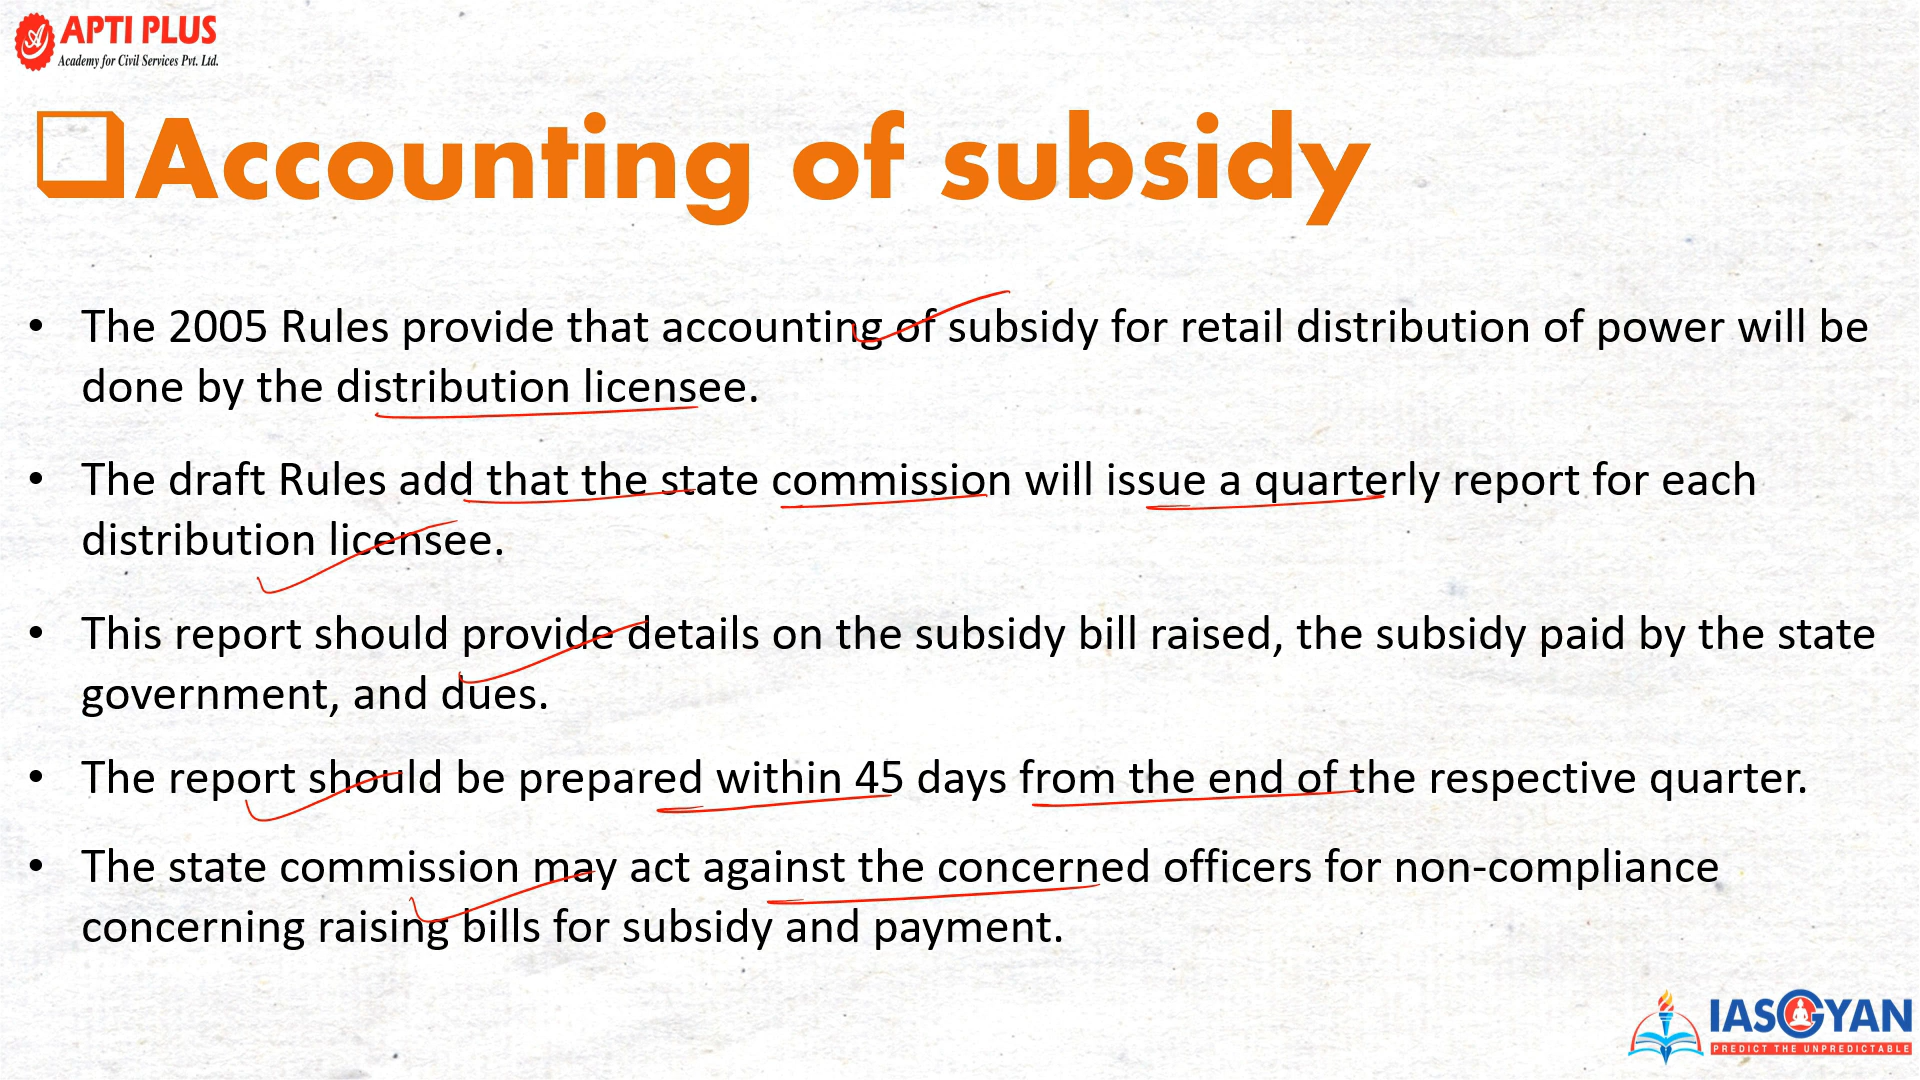 APTI PLUS
Academy for Civil Services Pvt. Ltd.
Accounting of subsidy
• The 2005 Rules provide that accounting of subsidy for retail distribution of power will be
done by the distribution licensee.
• The draft Rules add that the state commission will issue a quarterly report for each
distribution licensee.
• This report should provide details on the subsidy bill raised, the subsidy paid by the state
government, and dues.
• The report should be prepared within 45 days from the end of the respective quarter.
• The state commission may act against the concerned officers for non-compliance
concerning raising bills for subsidy and payment.
IASGYAN
PREDICT THE UNPREDICTABLE